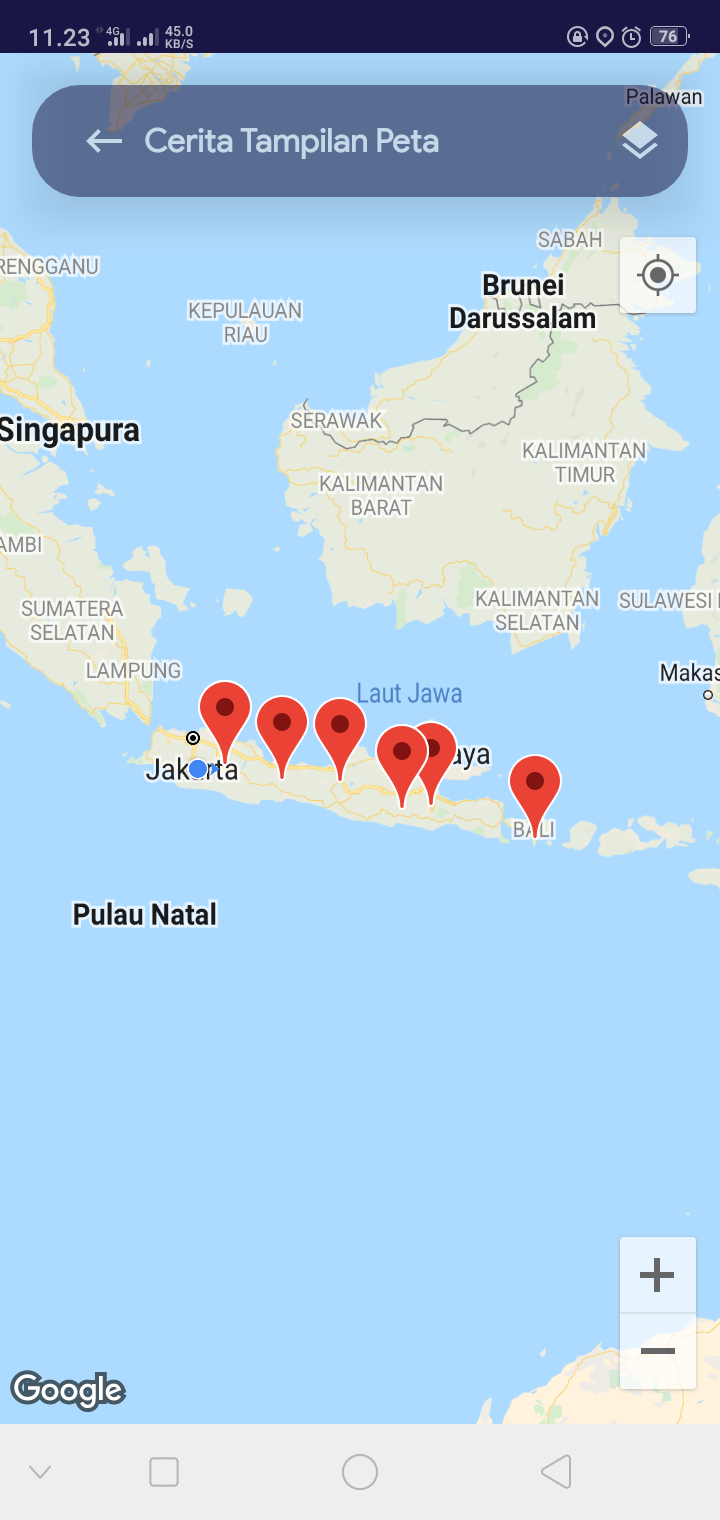 11.23 4G 45.0 KB/S 76
Palawan
Cerita Tampilan Peta
SABAH
RENGGANU
Brunei
Darussalam
KEPULAUAN
RIAU
SERAWAK
Singapura
KALIMANTAN
TIMUR
KALIMANTAN
BARAT
AMBI
KALIMANTAN
SELATAN
SULAWESI
SUMATERA
SELATAN
LAMPUNG
Makas
Laut Jawa
aya
Jakarta
BALI
Pulau Natal
Google